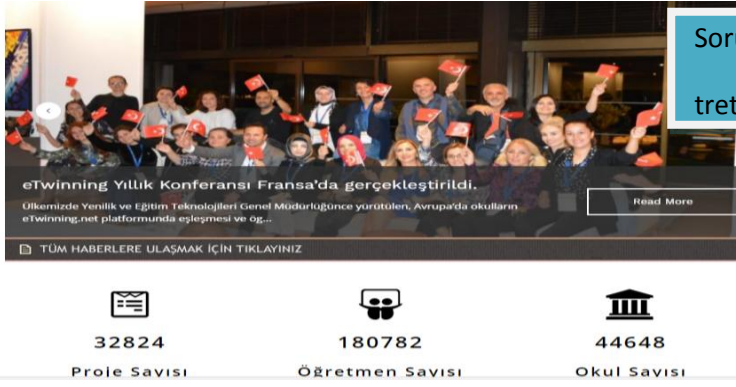 eTwinning Yıllık Konferansı Fransa'da gerçekleştirildi.
Ülkemizde Yenilik ve Eğitim Teknolojileri Genel Müdürlüğünce yürütülen, Avrupa'da okulların
eTwinning.net platformunda eşleşmesi ve öğ...
Read More
TÜM HABERLERE ULAŞMAK İÇİN TIKLAYINIZ
32824
180782
44648
Proje Sayısı
Öğretmen Sayısı
Okul Sayısı